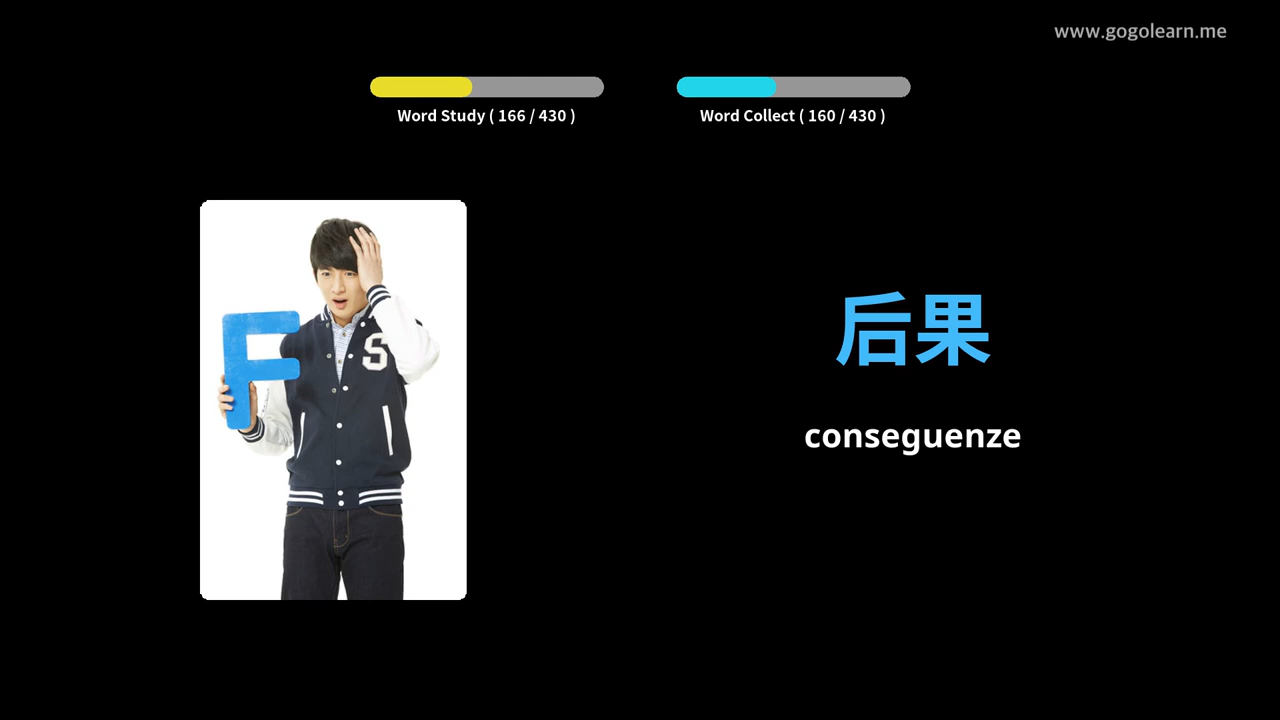 www.gogolearn.me
Word Study ( 166 / 430 )
Word Collect ( 160 / 430 )
F
S
后果
conseguenze